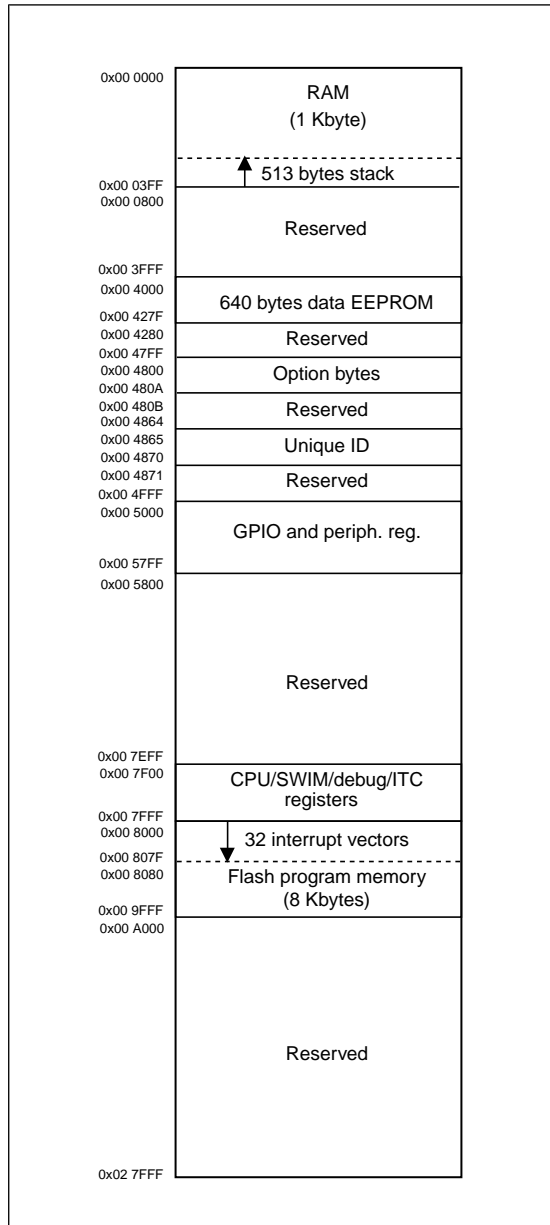 0x00 0000
RAM
(1 Kbyte)
513 bytes stack
0x00 03FF
0x00 0800
Reserved
0x00 3FFF
0x00 4000
640 bytes data EEPROM
0x00 427F
0x00 4280
Reserved
0x00 47FF
0x00 4800
Option bytes
0x00 480A
0x00 480B
Reserved
0x00 4864
0x00 4865
Unique ID
0x00 4870
0x00 4871
Reserved
0x00 4FFF
0x00 5000
GPIO and periph. reg.
0x00 57FF
0x00 5800
Reserved
0x00 7EFF
0x00 7F00
CPU/SWIM/debug/ITC
registers
0x00 7FFF
0x00 8000
32 interrupt vectors
0x00 807F
0x00 8080
Flash program memory
(8 Kbytes)
0x00 9FFF
0x00 A000
Reserved
0x02 7FFF